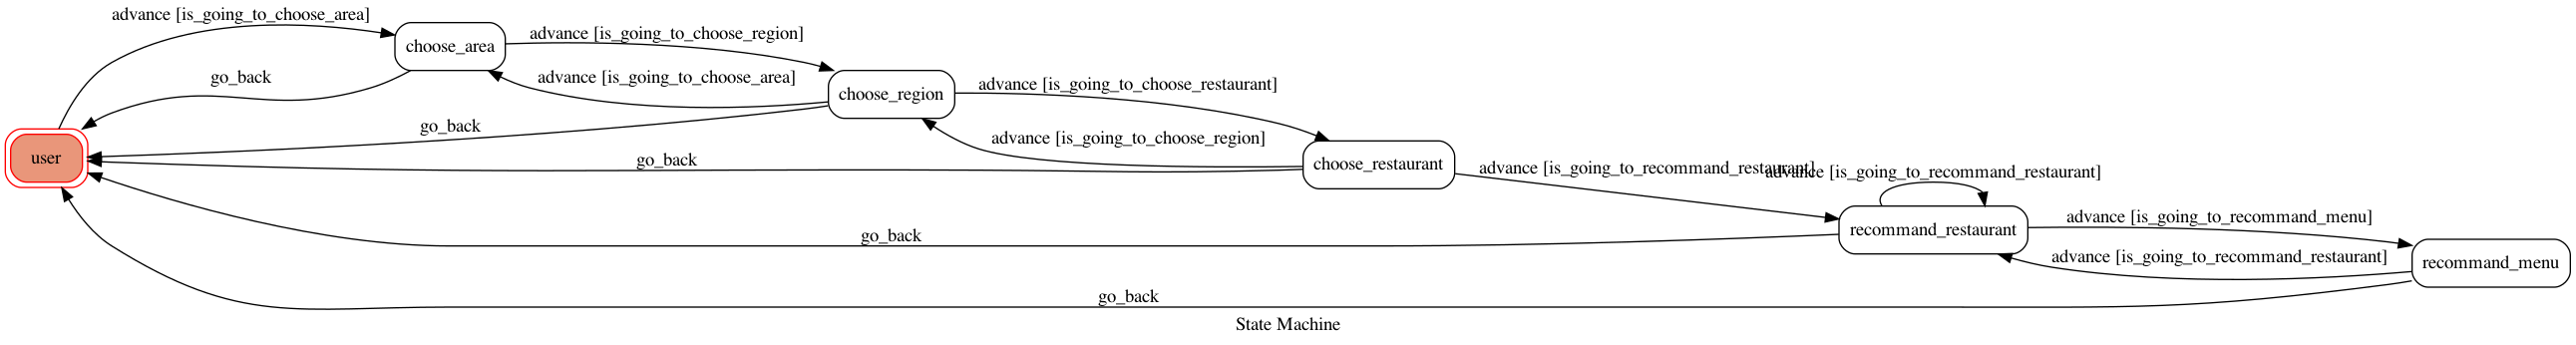 advance [is_going_to_choose_area]
choose_area
advance [is_going_to_choose_region]
go_back
advance [is_going_to_choose_area]
choose_region
advance [is_going_to_choose_restaurant]
go_back
advance [is_going_to_choose_region]
user
go_back
choose_restaurant
advance [is_going_to_recommand_restaurant]
advance [is_going_to_recommand_restaurant]
advance [is_going_to_recommand_menu]
go_back
recommand_restaurant
advance [is_going_to_recommand_restaurant]
recommand_menu
go_back
State Machine